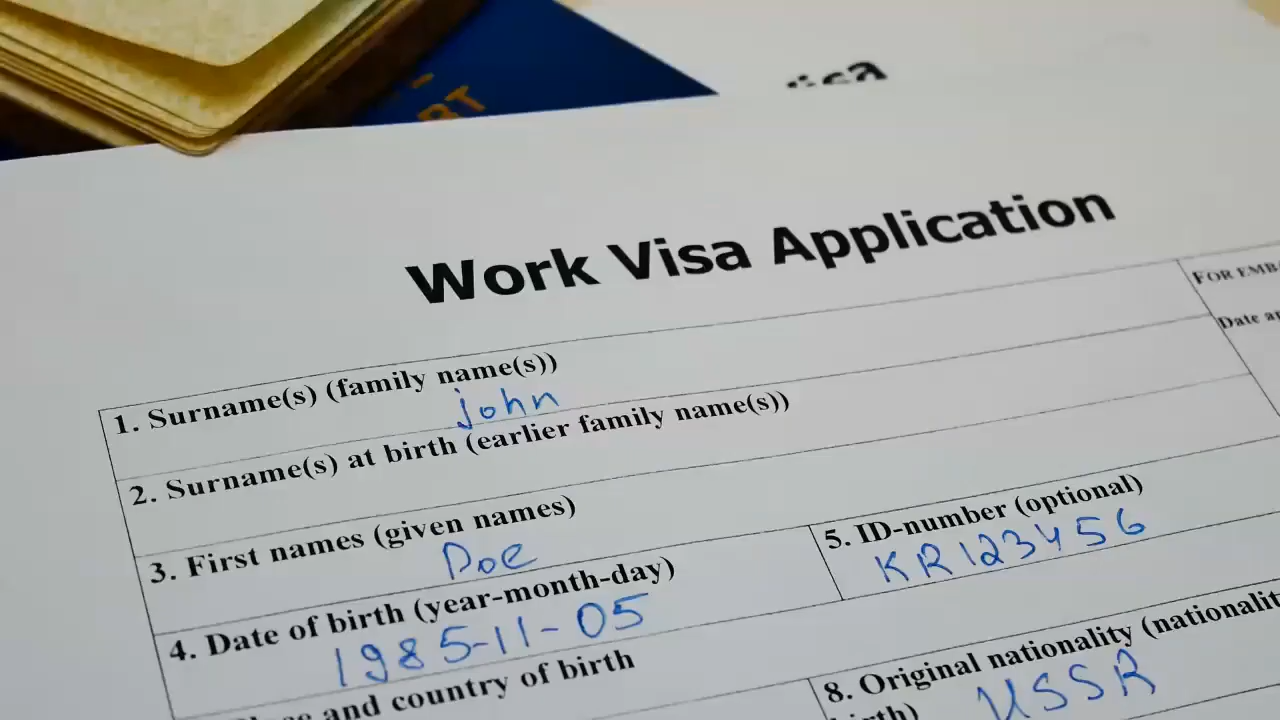 Work Visa Application
1. Surname(s) (family name(s))
john
2. Surname(s) at birth (earlier family name(s))
3. First names (given names)
Doe
4. Date of birth (year-month-day)
1985-11-05
5. ID-number (optional)
KR123456
and country of birth
8. Original nationality
USSR
FOR
Date